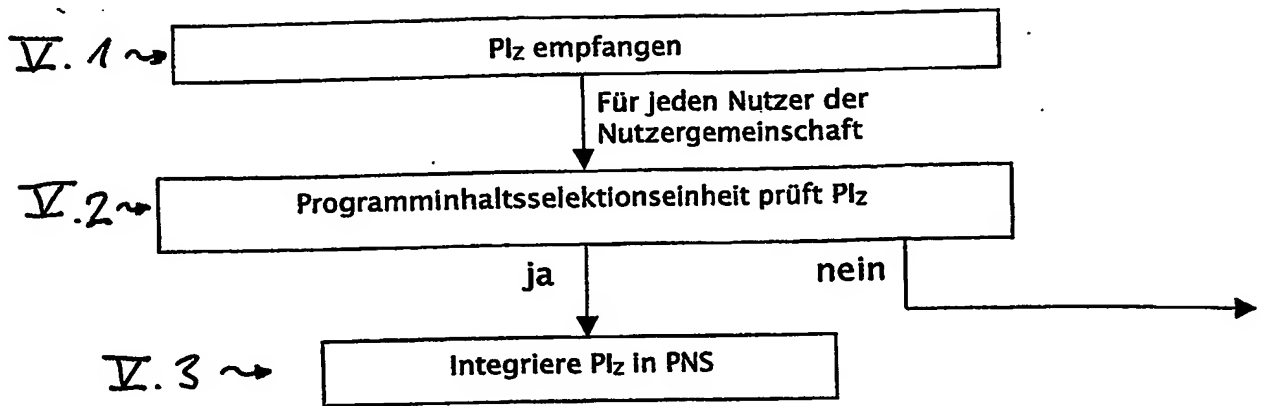 V. 1
PIz empfangen
Für jeden Nutzer der
Nutzergemeinschaft
V.2
Programminhaltsselektionseinheit prüft PIz
ja
nein
V. 3
Integriere PIz in PNS